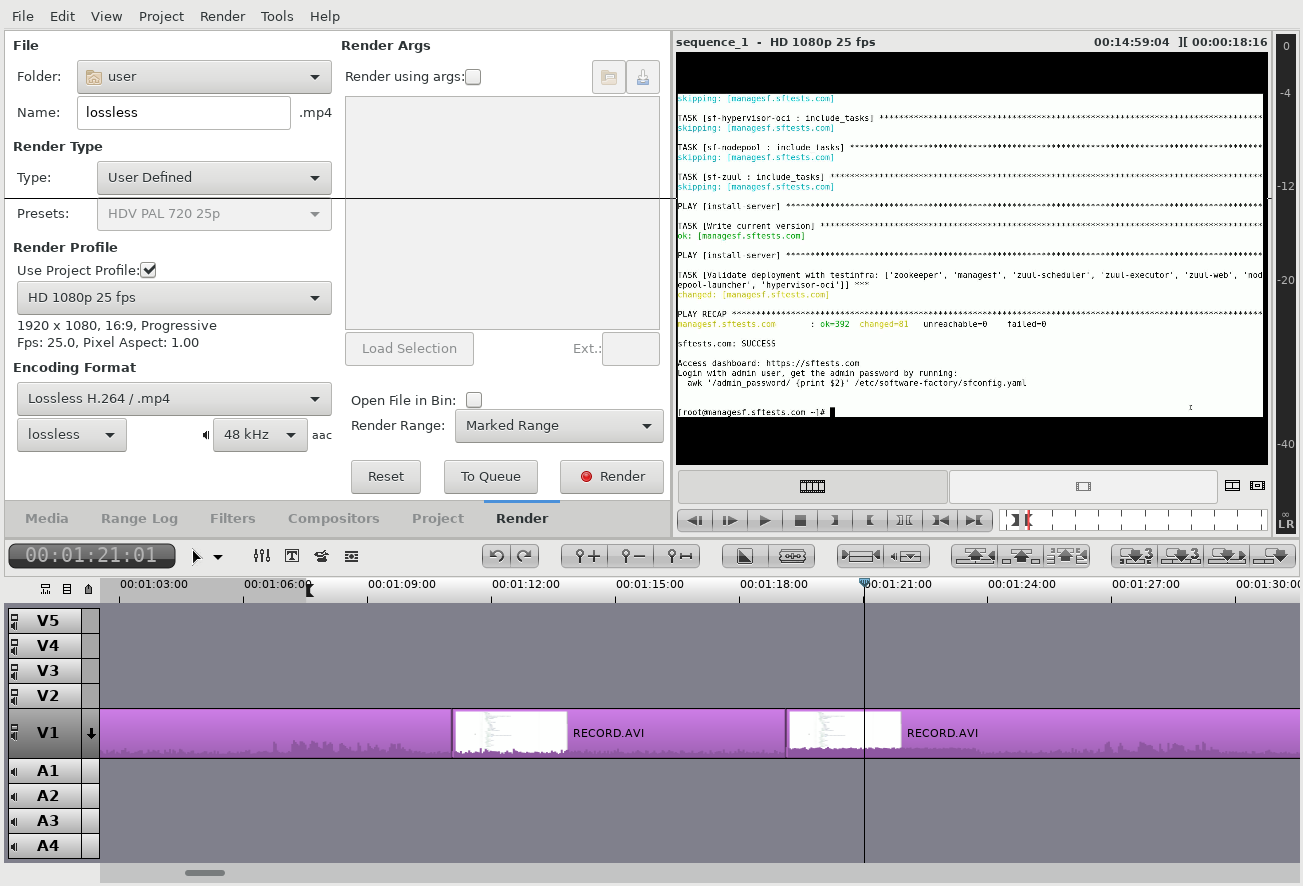 File Edit View Project Render Tools Help
File
Folder: user
Name: lossless .mp4
Render Type
Type: User Defined
Presets: HDV PAL 720 25p
Render Profile
Use Project Profile:
HD 1080p 25 fps
1920 x 1080, 16:9, Progressive
Fps: 25.0, Pixel Aspect: 1.00
Encoding Format
Lossless H.264 / .mp4
lossless 48 kHz aac
Render Args
Render using args:
Load Selection Ext.:
Open File in Bin:
Render Range: Marked Range
Reset To Queue Render
Media Range Log Filters Compositors Project Render
sequence_1 - HD 1080p 25 fps 00:14:59:04 ][ 00:00:18:16
skipping: [managesf.sftests.com]
TASK [sf-hypervisor-oci : include_tasks] ******************************************************************************
skipping: [managesf.sftests.com]
TASK [sf-nodepool : include_tasks] ************************************************************************************
skipping: [managesf.sftests.com]
TASK [sf-zuul : include_tasks] ****************************************************************************************
skipping: [managesf.sftests.com]
PLAY [install server] *************************************************************************************************
TASK [Write current version] ******************************************************************************************
ok: [managesf.sftests.com]
PLAY [install server] *************************************************************************************************
TASK [Validate deployment with testinfra: ['zookeeper', 'managesf', 'zuul-scheduler', 'zuul-executor', 'zuul-web', 'nod
epool-launcher', 'hypervisor-oci']] ***
changed: [managesf.sftests.com]
PLAY RECAP ************************************************************************************************************
managesf.sftests.com : ok=392 changed=81 unreachable=0 failed=0
sftests.com: SUCCESS
Access dashboard: https://sftests.com
Login with admin user, get the admin password by running:
awk '/admin_password/ {print $2}' /etc/software-factory/sfconfig.yaml
[root@managesf.sftests.com ~]#
0
-4
-12
-20
-40
∞
LR
00:01:21:01
00:01:03:00 00:01:06:00 00:01:09:00 00:01:12:00 00:01:15:00 00:01:18:00 00:01:21:00 00:01:24:00 00:01:27:00 00:01:30:00
V5
V4
V3
V2
V1 RECORD.AVI RECORD.AVI
A1
A2
A3
A4